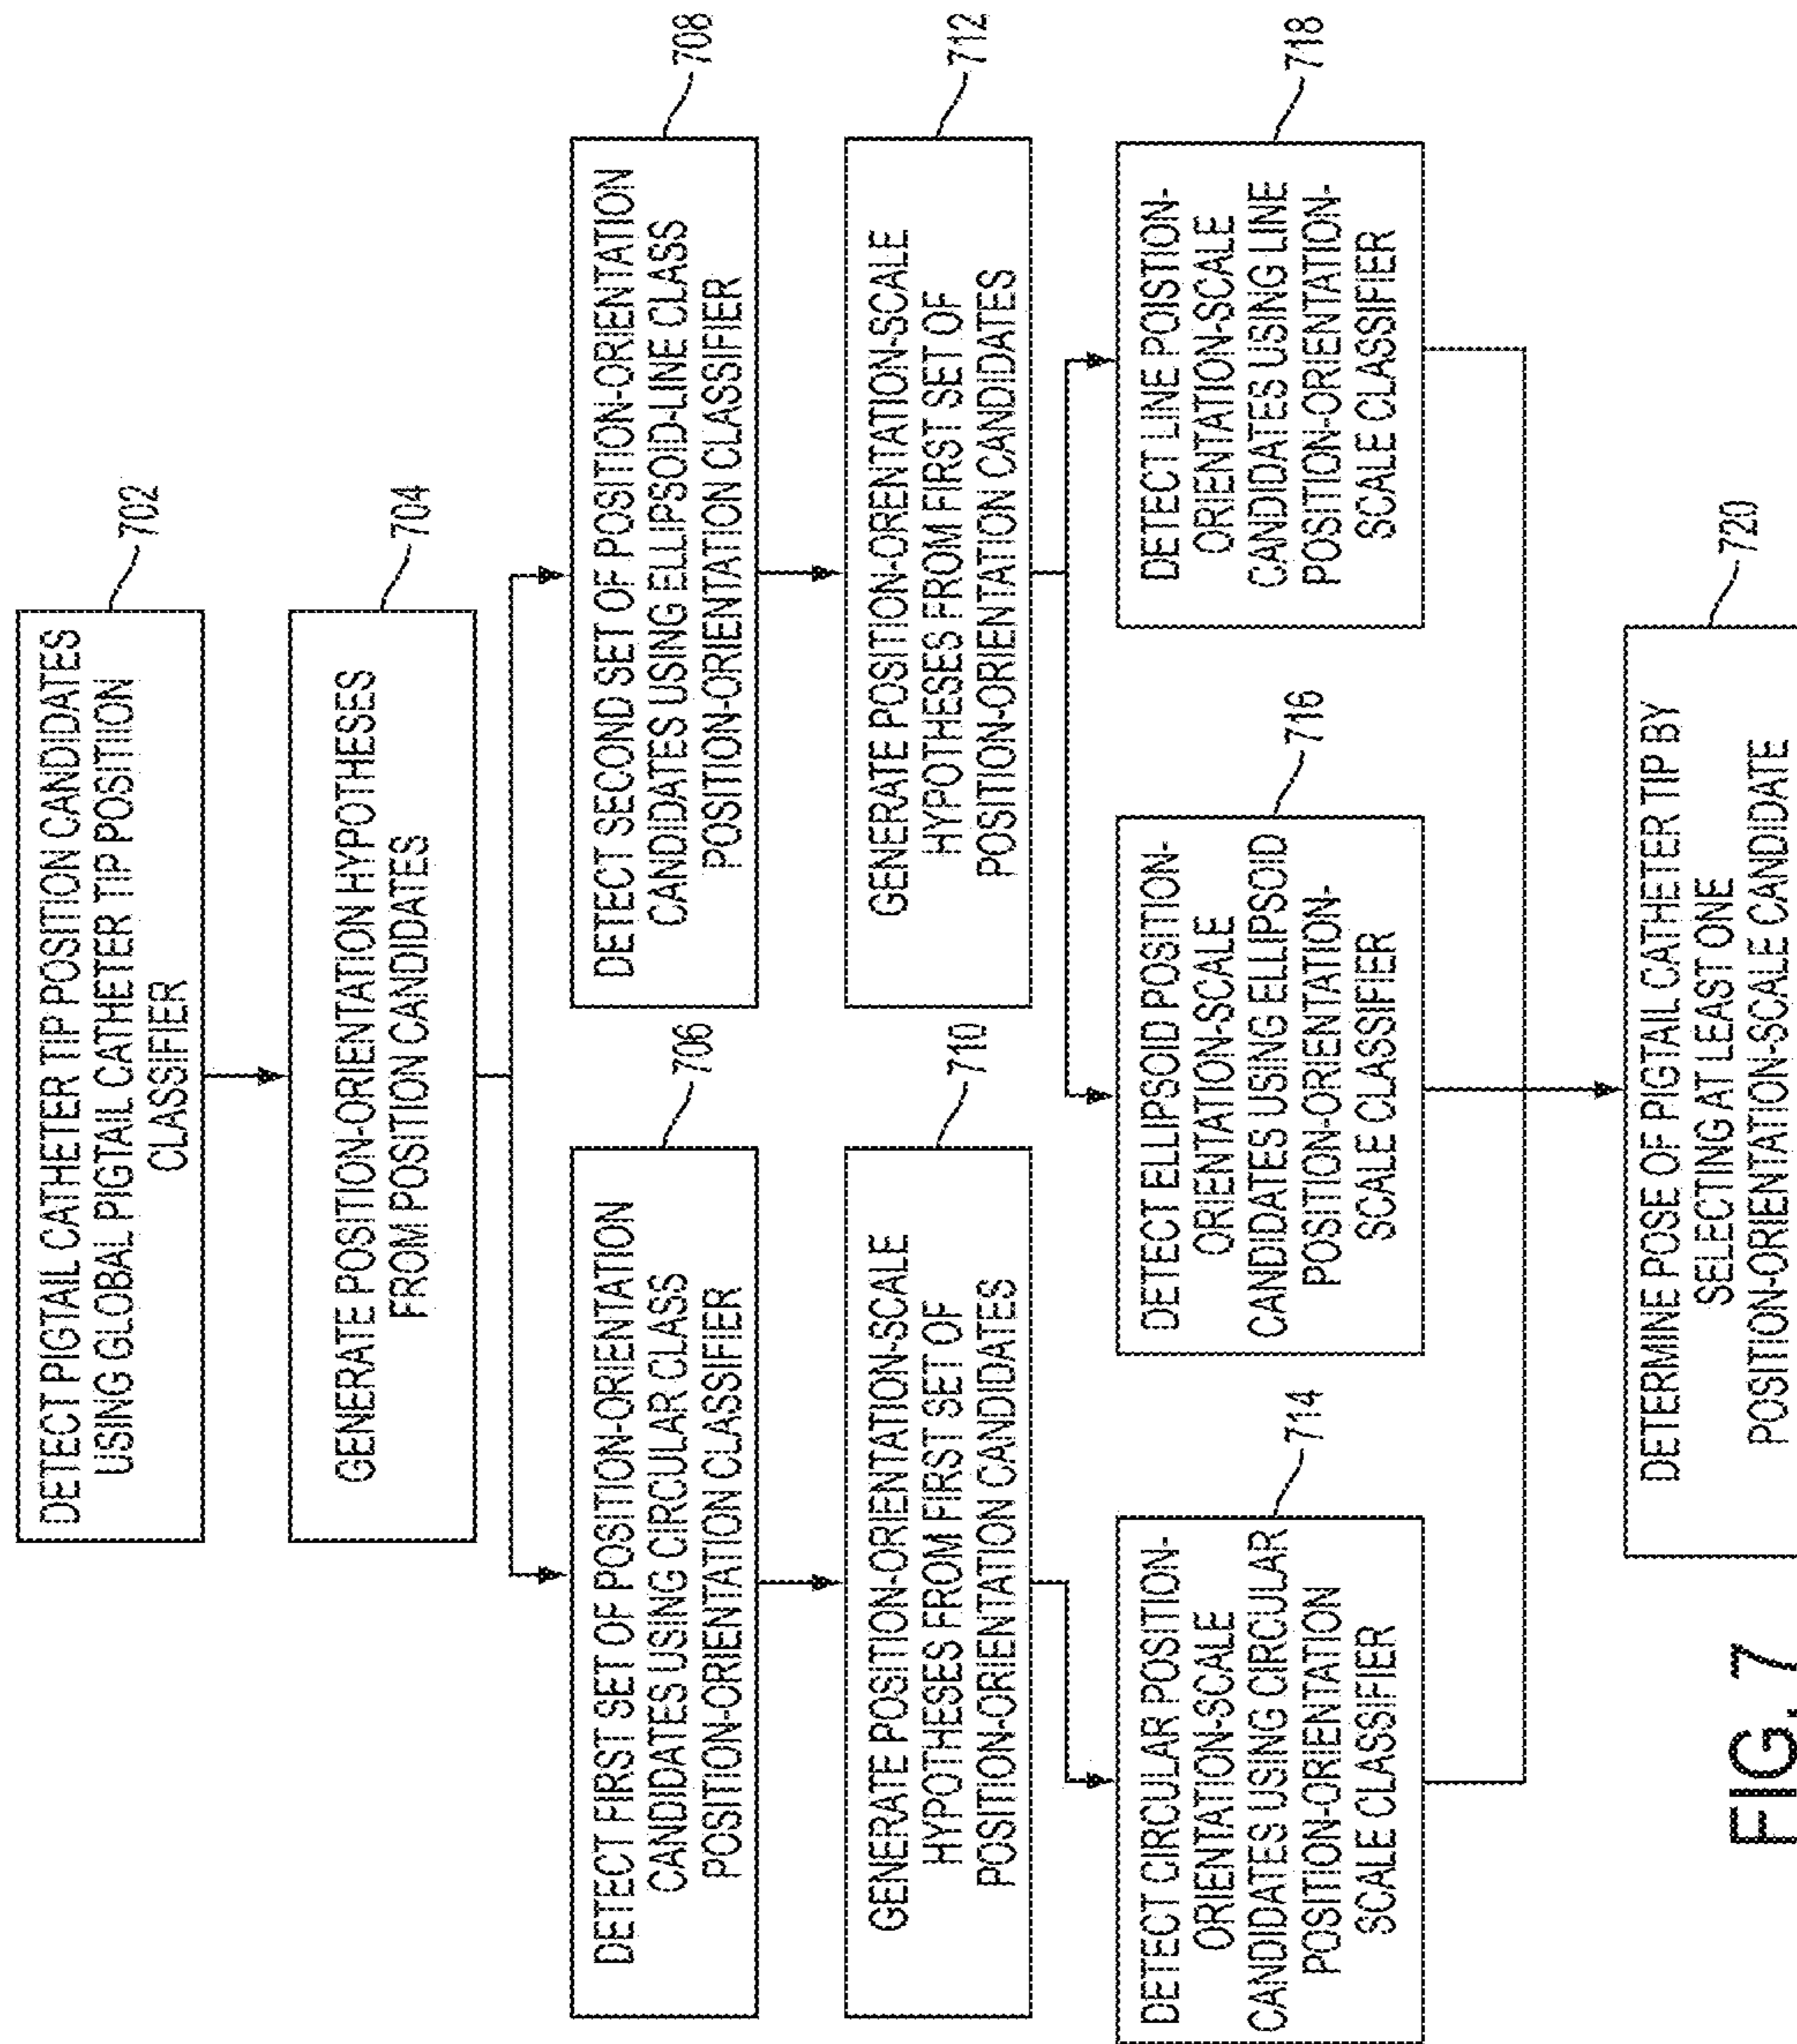 DETECT PIGTAIL CATHETER TIP POSITION CANDIDATES
USING GLOBAL PIGTAIL CATHETER TIP POSITIION
CLASSIFIER
702
GENERATE POSITION-ORIENTATION HYPOTHESES
FROM POSITION CANDIDATES
704
DETECT FIRST SET OF POSITION-ORIENTATION
CANDIDATES USING CIRCULAR CLASS
POSITION-ORIENTATION CLASSIFIER
706
DETECT SECOND SET OF POSITION-ORIENTATION
CANDIDATES USING ELLIPSOID-LINE CLASS
POSITION-ORIENTATION CLASSIFIER
708
GENERATE POSITION-ORIENTATION-SCALE
HYPOTHESES FROM FIRST SET OF
POSITION-ORIENTATION CANDIDATES
710
GENERATE POSITION-ORENTATION-SCALE
HYPOTHESES FROM FIRST SET OF
POSITION-ORIENTATION CANDIDATES
712
DETECT CIRCULAR POSITION-
ORIENTATION-SCALE
CANDIDATES USING CIRCULAR
POSITION-ORIENTATION
SCALE CLASSIFIER
714
DETECT ELLIPSOID POSITION-
ORIENTATION-SCALE
CANDIDATES USING ELLIPSOID
POSITION-ORIENTATION-
SCALE CLASSIFIER
716
DETECT LINE POISTION-
ORIENTATION-SCALE
CANDIDATES USING LINE
POSITION-ORIENTATION-
SCALE CLASSIFIER
718
DETERMINE POSE OF PIGTAIL CATHETER TIP BY
SELECTING AT LEAST ONE
POSITION-ORIENTATION-SCALE CANDIDATE
720
FIG. 7